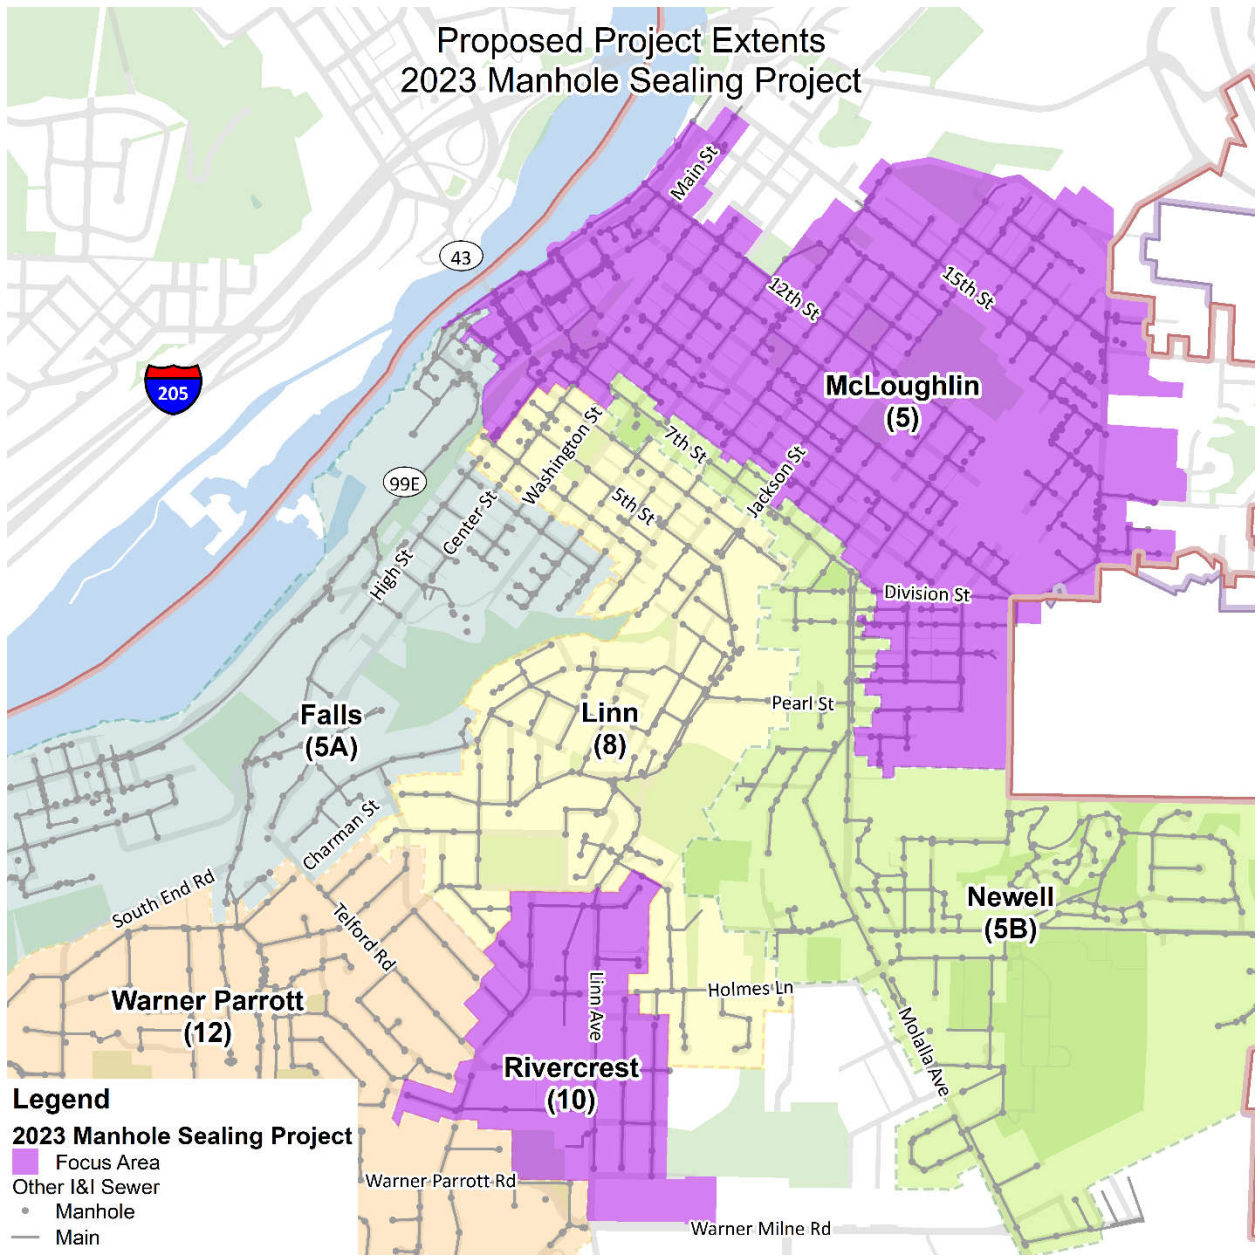 Proposed Project Extents
2023 Manhole Sealing Project
Main St
43
12th St
15th St
205
McLoughlin
(5)
Washington St
7th St
99E
Jackson St
5th St
Center St
High St
Division St
Pearl St
Falls
(5A)
Linn
(8)
Charman St
South End Rd
Newell
(5B)
Telford Rd
Linn Ave
Holmes Ln
Warner Parrott
(12)
Molalla Ave
Rivercrest
(10)
Warner Parrott Rd
Warner Milne Rd
Legend
2023 Manhole Sealing Project
Focus Area
Other I&I Sewer
Manhole
Main